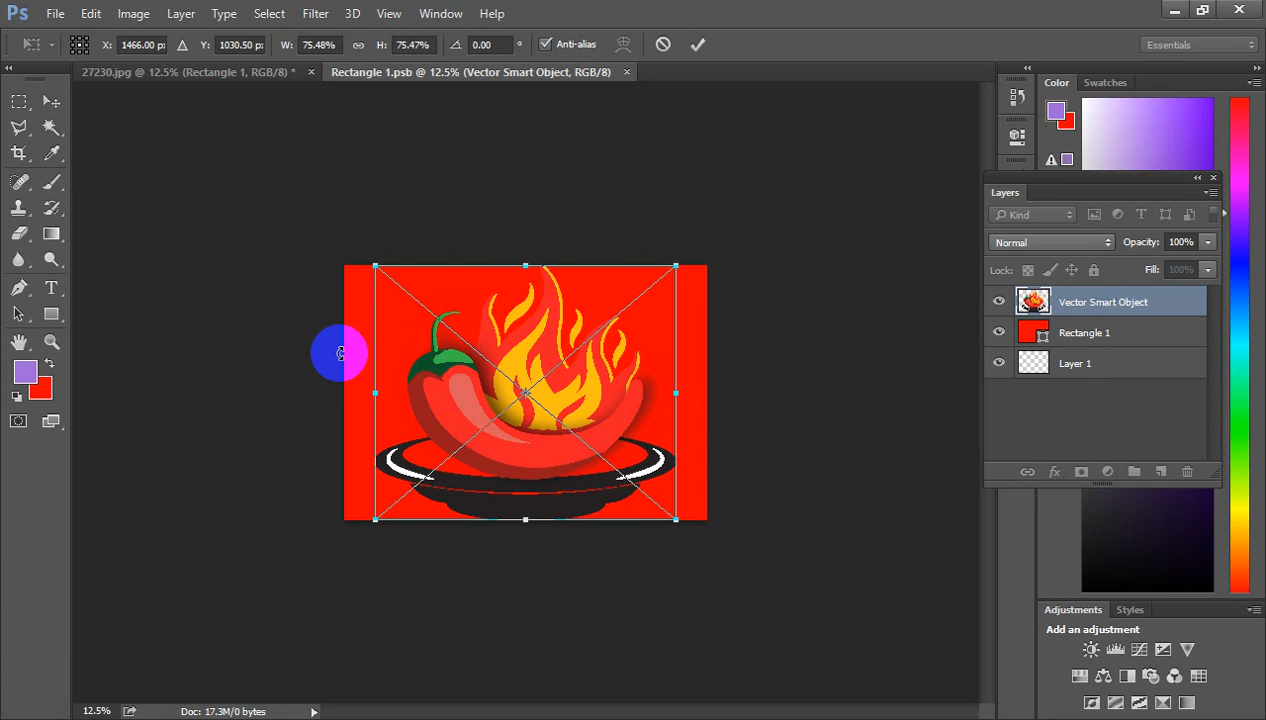 Ps File Edit Image Layer Type Select Filter 3D View Window Help
X: 1466.00 px Y: 1030.50 px W: 75.48% H: 75.47% 0.00 ° Anti-alias Essentials
27230.jpg @ 12.5% (Rectangle 1, RGB/8) * Rectangle 1.psb @ 12.5% (Vector Smart Object, RGB/8)
Color Swatches
Layers
Kind
Normal Opacity: 100%
Lock: Fill: 100%
Vector Smart Object
Rectangle 1
Layer 1
Adjustments Styles
Add an adjustment
12.5% Doc: 17.3M/0 bytes